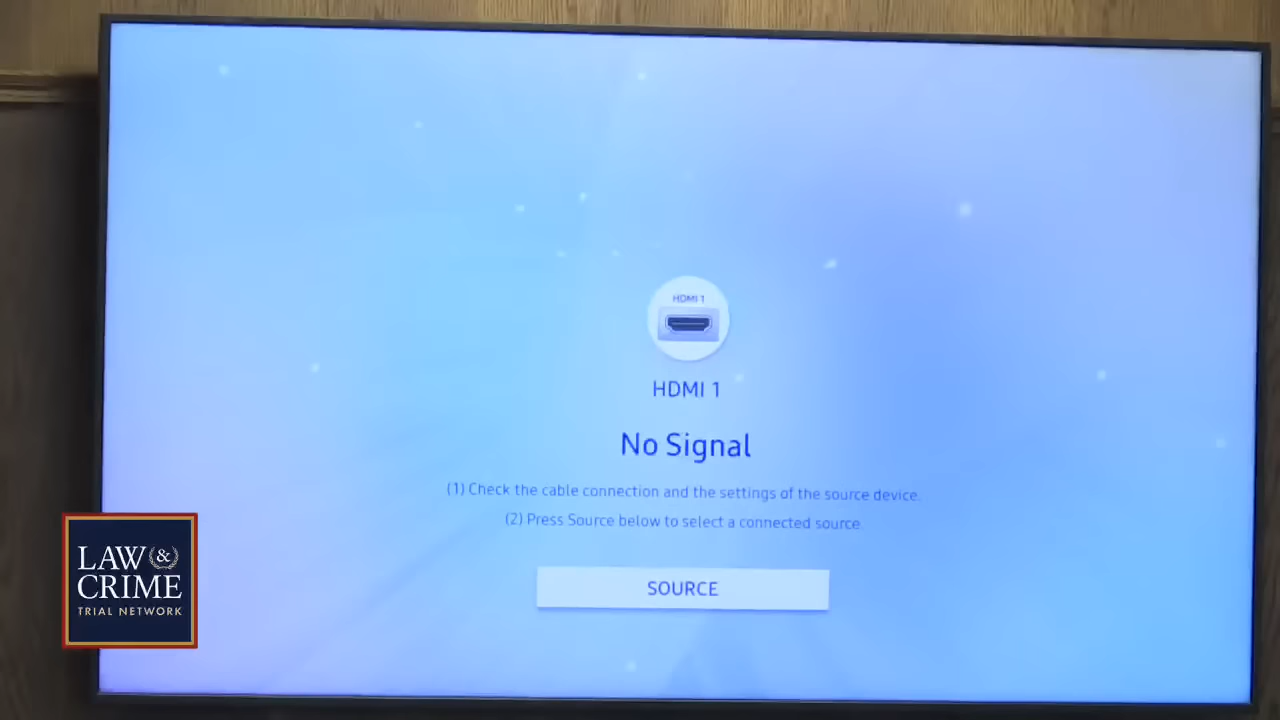 HDMI 1
HDMI 1
No Signal
(1) Check the cable connection and the settings of the source device.
(2) Press Source below to select a connected source.
SOURCE
LAW &
CRIME
TRIAL NETWORK